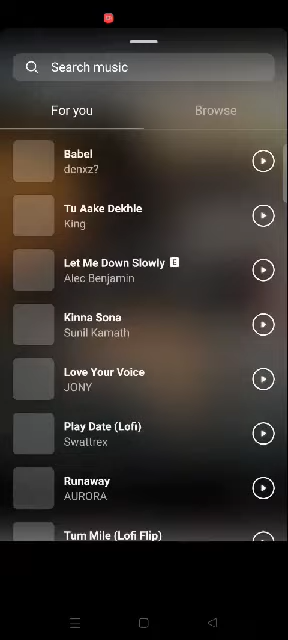 Search music
For you
Browse
Babel
denxz?
Tu Aake Dekhle
King
Let Me Down Slowly E
Alec Benjamin
Kinna Sona
Sunil Kamath
Love Your Voice
JONY
Play Date (Lofi)
Swattrex
Runaway
AURORA
Tum Mile (Lofi Flip)